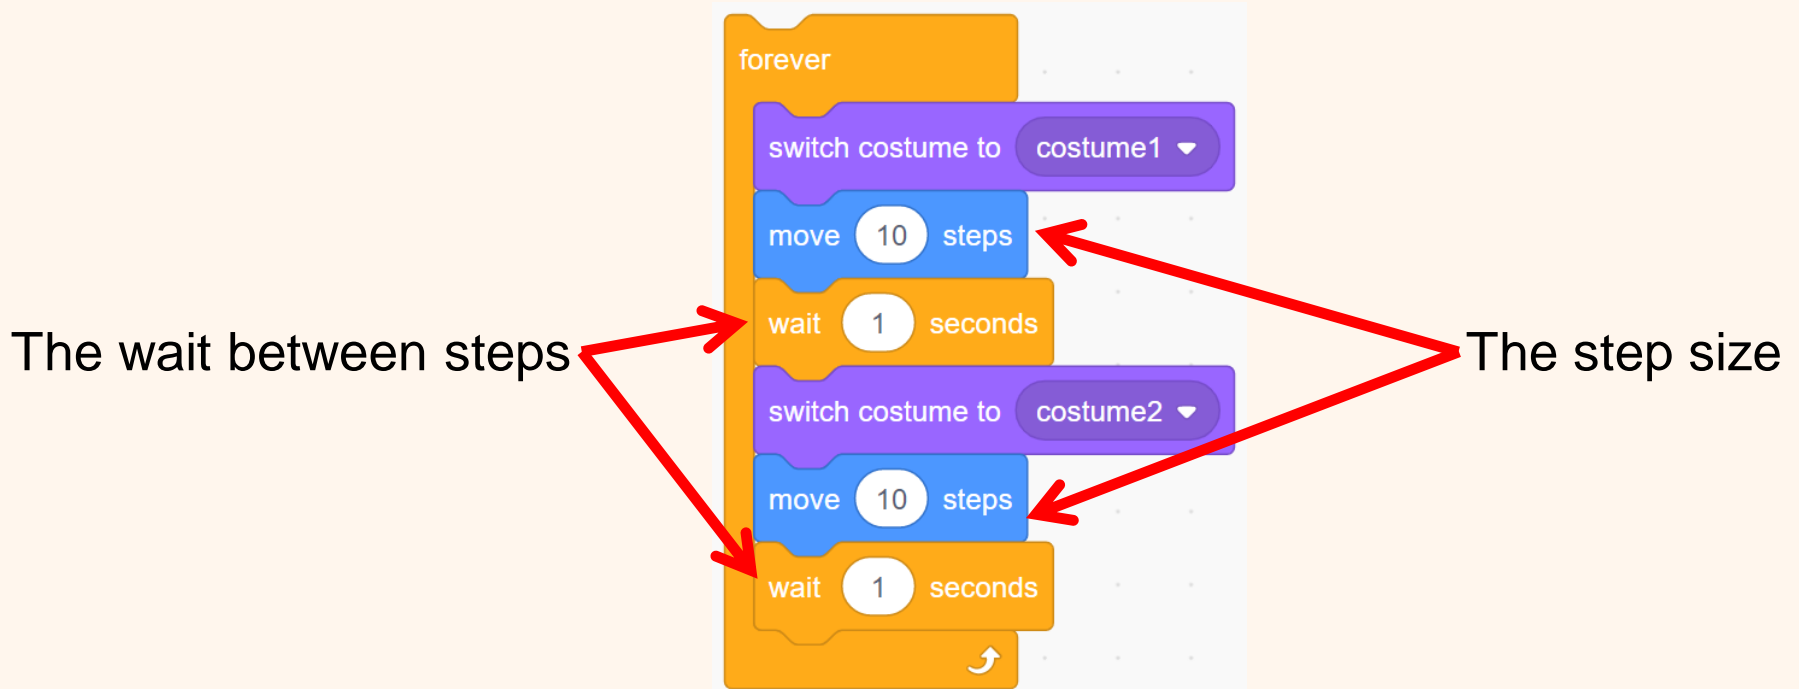 forever
switch costume to costume1
move 10 steps
wait 1 seconds
The wait between steps
The step size
switch costume to costume2
move 10 steps
wait 1 seconds